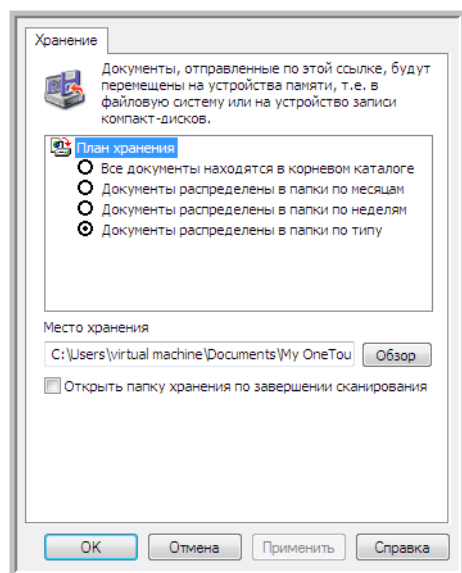 Хранение
Документы, отправленные по этой ссылке, будут
перемещены на устройства памяти, т.е. в
файловую систему или на устройство записи
компакт-дисков.
План хранения
Все документы находятся в корневом каталоге
Документы распределены в папки по месяцам
Документы распределены в папки по неделям
Документы распределены в папки по типу
Место хранения
C:\Users\virtual machine\Documents\My OneTou
Обзор
Открыть папку хранения по завершении сканирования
OK
Отмена
Применить
Справка